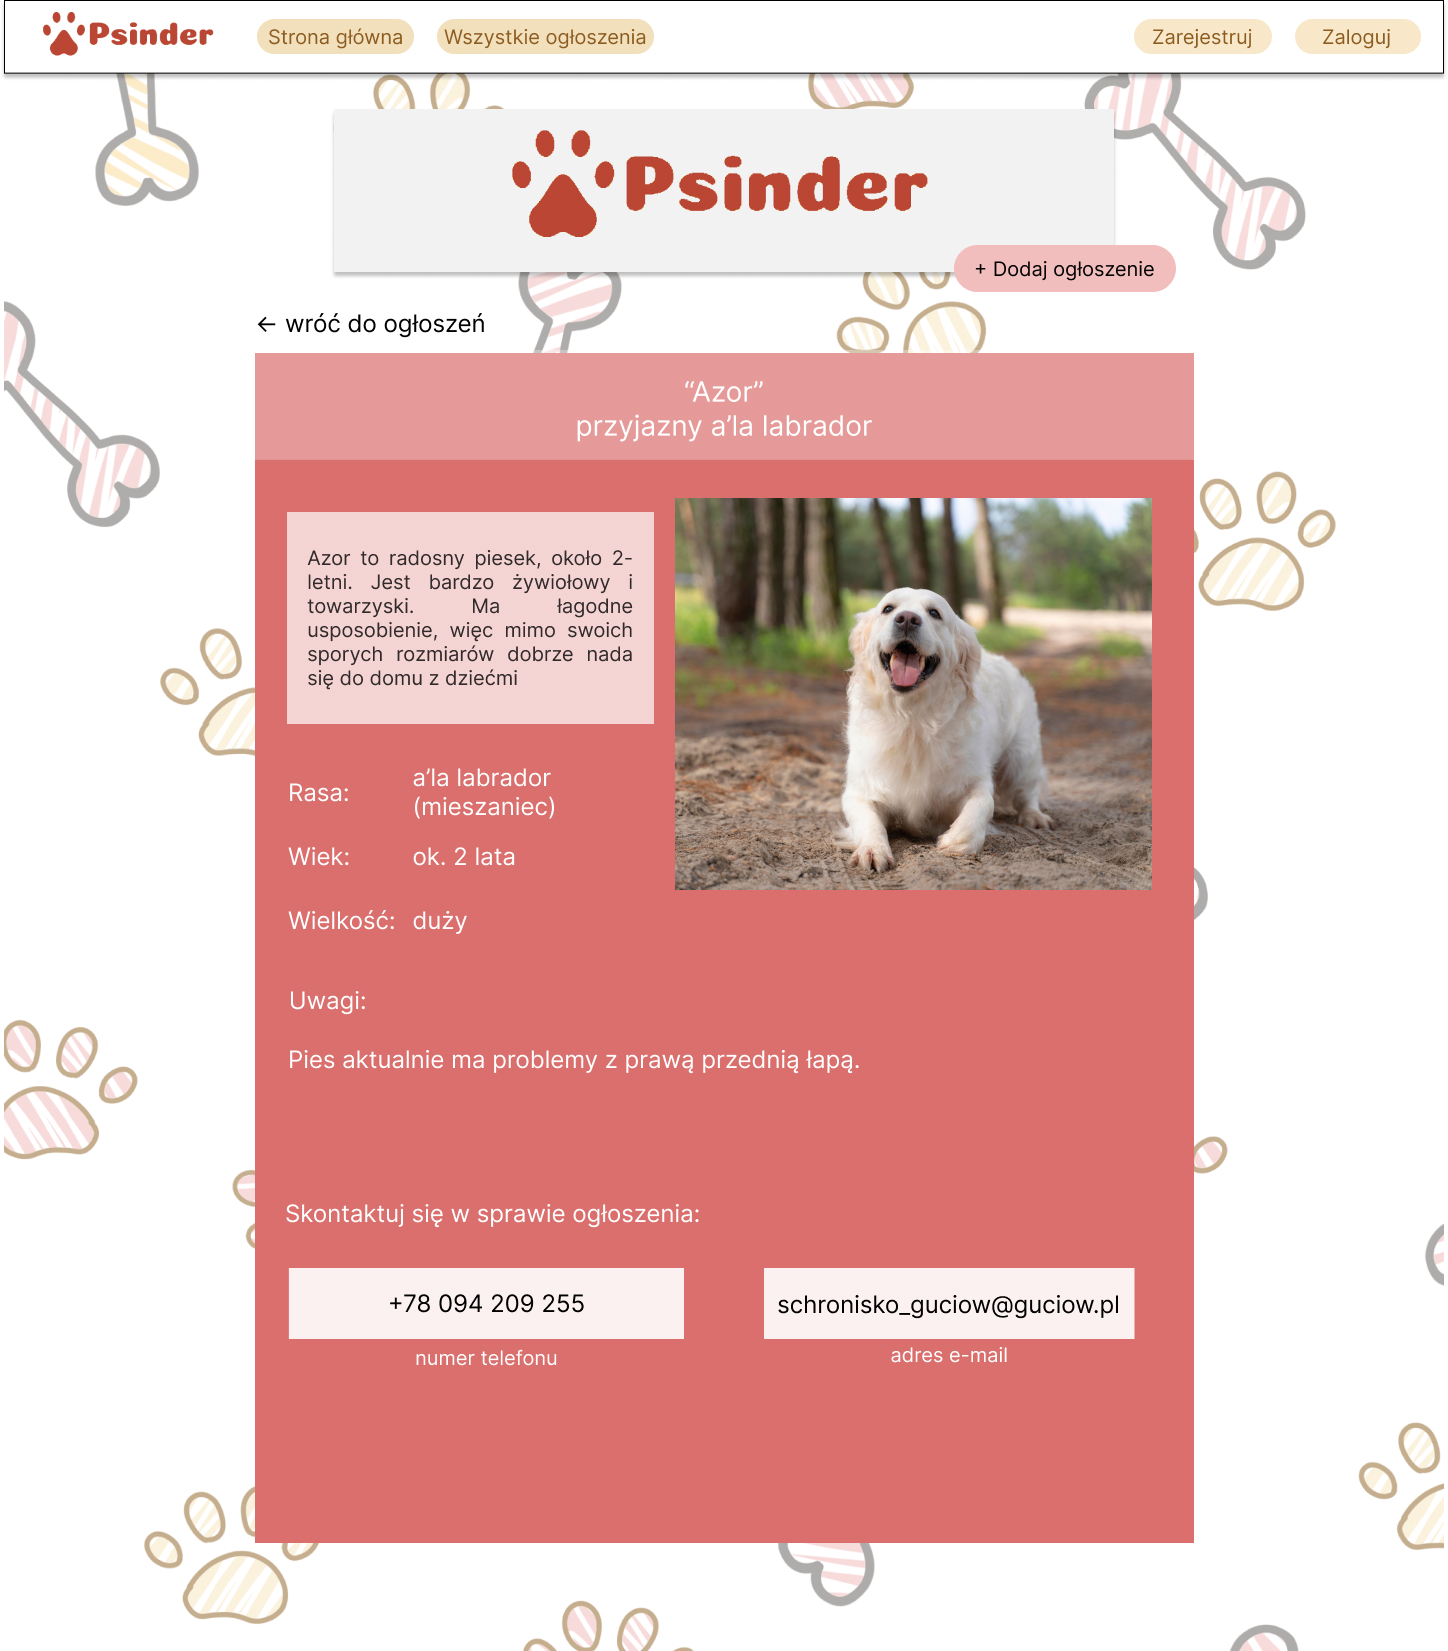 Psinder
Strona główna
Wszystkie ogłoszenia
Zarejestruj
Zaloguj
Psinder
+ Dodaj ogłoszenie
← wróć do ogłoszeń
“Azor”
przyjazny a’la labrador
Azor to radosny piesek, około 2-
letni. Jest bardzo żywiołowy i
towarzyski. Ma łagodne
usposobienie, więc mimo swoich
sporych rozmiarów dobrze nada
się do domu z dziećmi
Rasa:
a’la labrador
(mieszaniec)
Wiek:
ok. 2 lata
Wielkość:
duży
Uwagi:
Pies aktualnie ma problemy z prawą przednią łapą.
Skontaktuj się w sprawie ogłoszenia:
+78 094 209 255
numer telefonu
schronisko_guciow@guciow.pl
adres e-mail